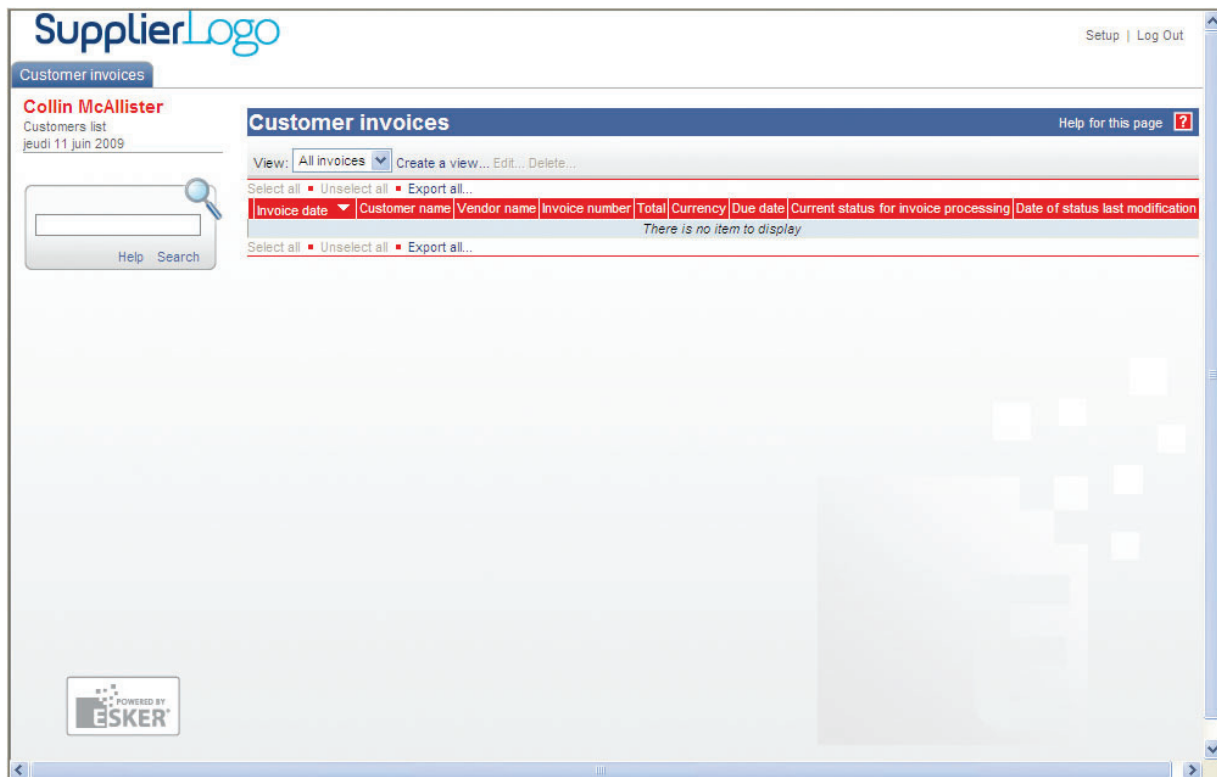 SupplierLogo
Setup | Log Out
Customer invoices
Collin McAllister
Customers list
jeudi 11 juin 2009
Help Search
Customer invoices
Help for this page ?
View: All invoices Create a view... Edit... Delete...
Select all ▪ Unselect all ▪ Export all...
Invoice date Customer name Vendor name Invoice number Total Currency Due date Current status for invoice processing Date of status last modification
There is no item to display
Select all ▪ Unselect all ▪ Export all...
POWERED BY
ESKER®